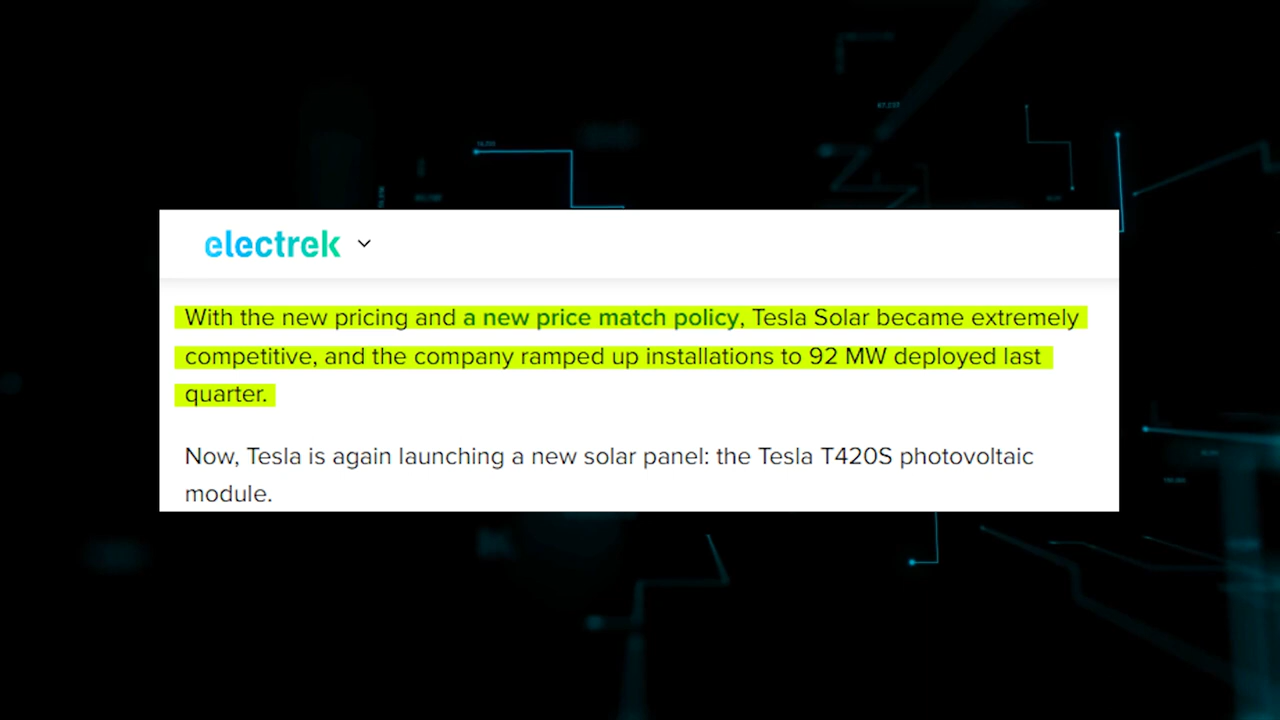 electrek
With the new pricing and a new price match policy, Tesla Solar became extremely
competitive, and the company ramped up installations to 92 MW deployed last
quarter.
Now, Tesla is again launching a new solar panel: the Tesla T420S photovoltaic
module.